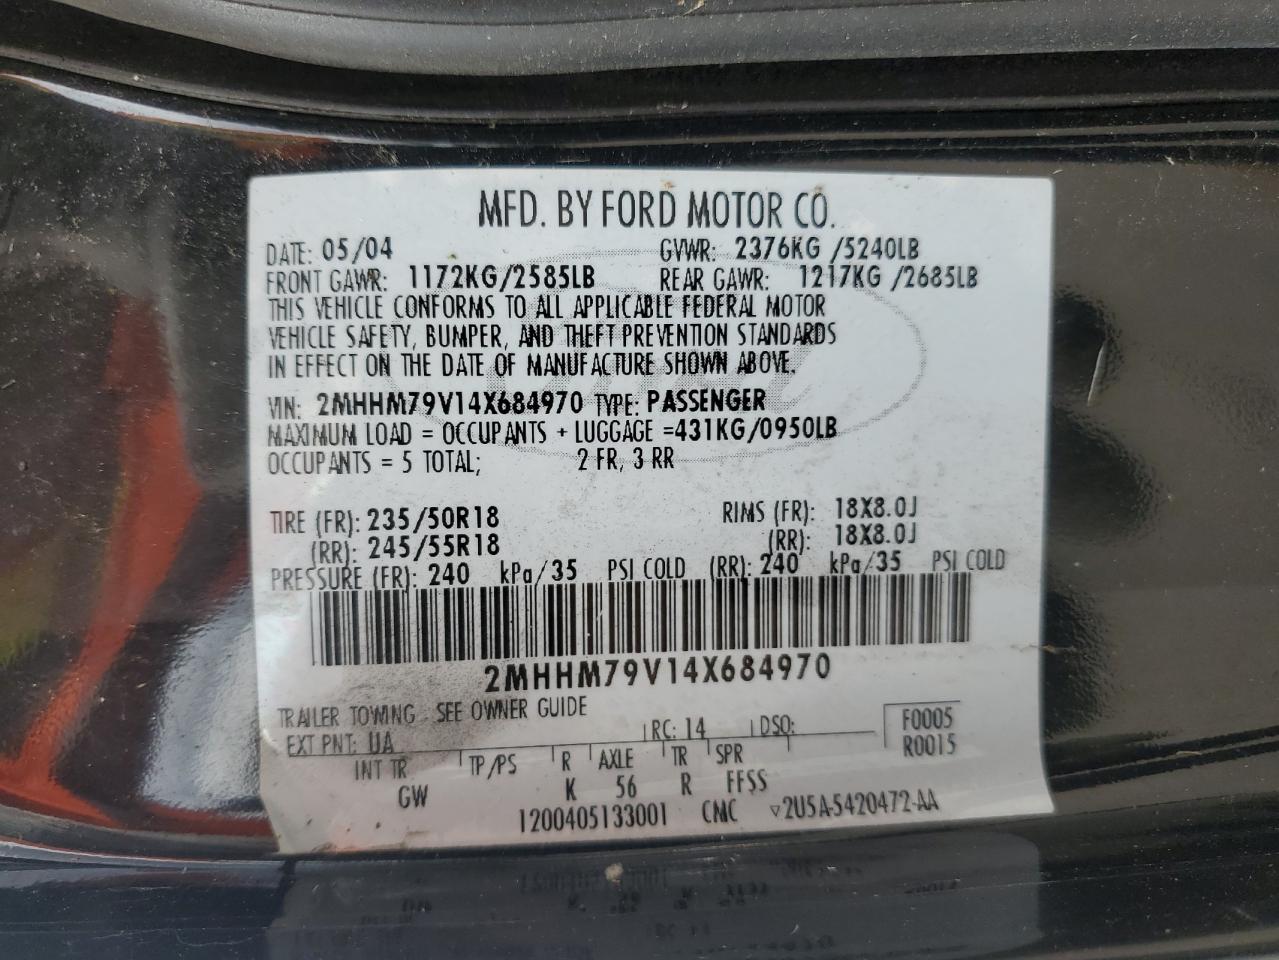 MFD. BY FORD MOTOR CO.
DATE: 05/04 GVWR: 2376KG /5240LB
FRONT GAWR: 1172KG/2585LB REAR GAWR: 1217KG /2685LB
THIS VEHICLE CONFORMS TO ALL APPLICABLE FEDERAL MOTOR
VEHICLE SAFETY, BUMPER, AND THEFT PREVENTION STANDARDS
IN EFFECT ON THE DATE OF MANUFACTURE SHOWN ABOVE.
VIN: 2MHHM79V14X684970 TYPE: PASSENGER
MAXIMUM LOAD = OCCUPANTS + LUGGAGE =431KG/0950LB
OCCUPANTS = 5 TOTAL; 2 FR, 3 RR
TIRE (FR): 235/50R18 RIMS (FR): 18X8.0J
(RR): 245/55R18 (RR): 18X8.0J
PRESSURE (FR): 240 kPa/35 PSI COLD (RR): 240 kPa/35 PSI COLD
2MHHM79V14X684970
TRAILER TOWING - SEE OWNER GUIDE
EXT PNT: UA RC: 14 DSO: F0005
R0015
INT TR TP/PS R AXLE TR SPR
GW K 56 R FFSS
1200405133001 CMC ▽2U5A-5420472-AA